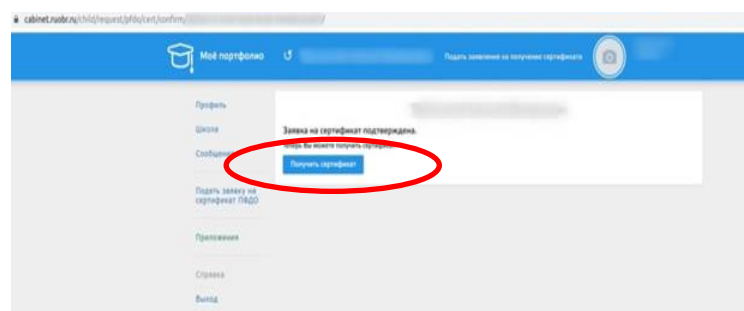 cabinet.ruobr.ru/child/request/pfdo/cert/confirm/
Моё портфолио
Подать заявление на получение сертификата
Профиль
Школа
Сообщения
Заявка на сертификат подтверждена.
Теперь Вы можете получить сертификат
Получить сертификат
Подать заявку на
сертификат ПФДО
Приложения
Справка
Выход